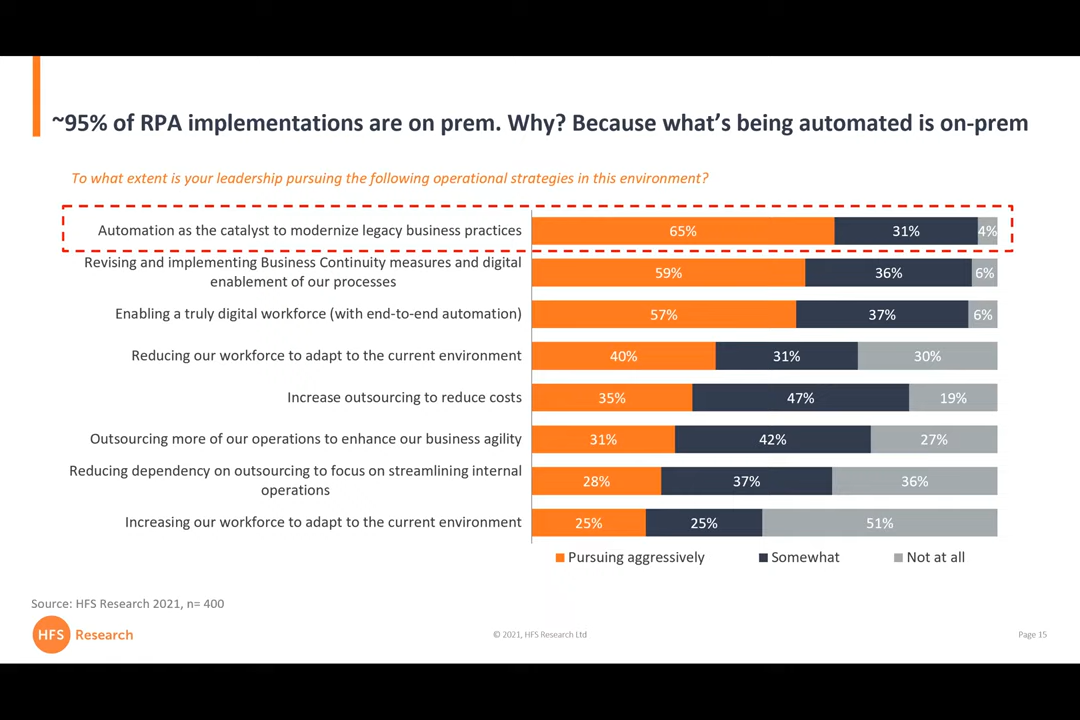 ~95% of RPA implementations are on prem. Why? Because what's being automated is on-prem
To what extent is your leadership pursuing the following operational strategies in this environment?
Automation as the catalyst to modernize legacy business practices
65%
31%
4%
Revising and implementing Business Continuity measures and digital
enablement of our processes
59%
36%
6%
Enabling a truly digital workforce (with end-to-end automation)
57%
37%
6%
Reducing our workforce to adapt to the current environment
40%
31%
30%
Increase outsourcing to reduce costs
35%
47%
19%
Outsourcing more of our operations to enhance our business agility
31%
42%
27%
Reducing dependency on outsourcing to focus on streamlining internal
operations
28%
37%
36%
Increasing our workforce to adapt to the current environment
25%
25%
51%
Pursuing aggressively
Somewhat
Not at all
Source: HFS Research 2021, n= 400
HFS Research
© 2021, HFS Research Ltd
Page 15